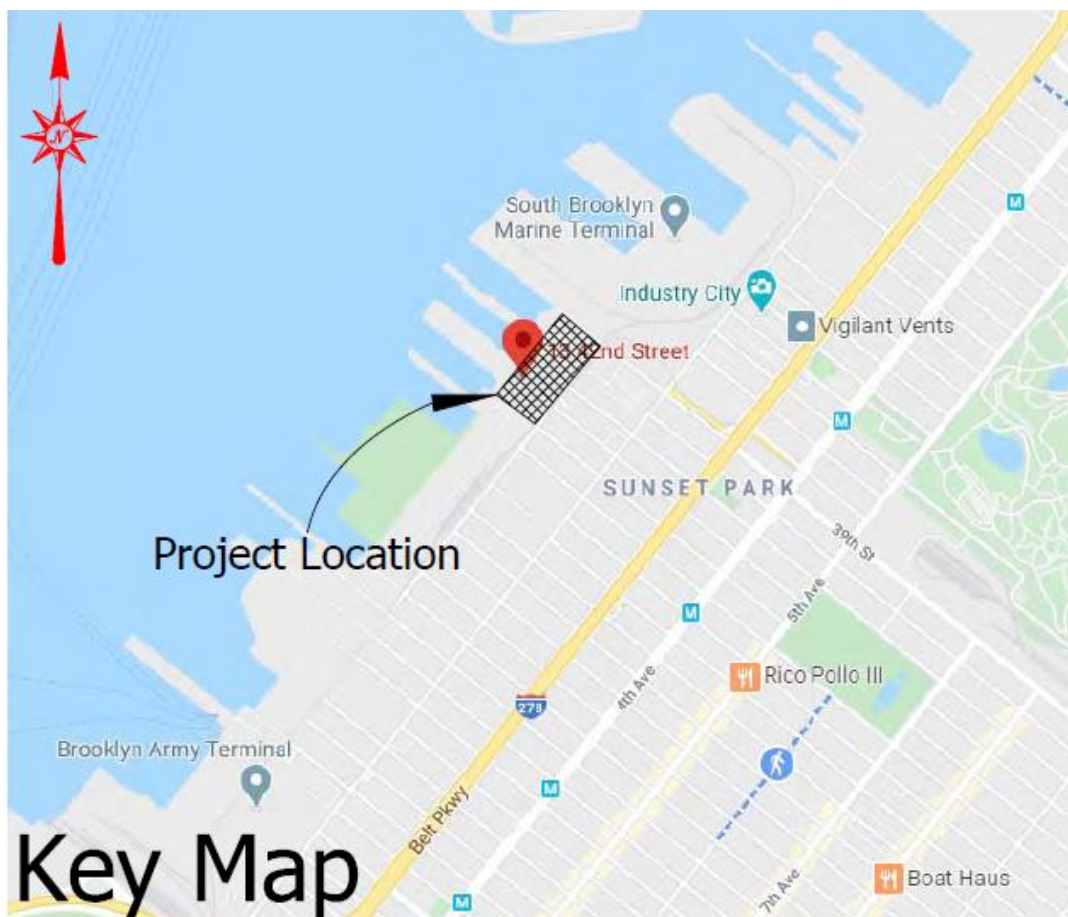 N
M
South Brooklyn
Marine Terminal
Industry City
Vigilant Vents
42nd Street
M
SUNSET PARK
Project Location
39th St
5th Ave
M
Rico Pollo III
4th Ave
278
Brooklyn Army Terminal
M
Belt Pkwy
Key Map
Boat Haus
7th Ave
M